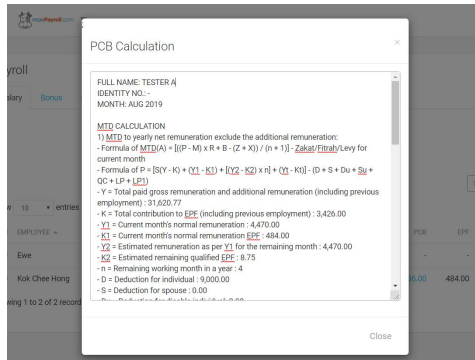 mooPayroll.com
PCB Calculation
×
yroll
alary Bonus
FULL NAME: TESTER A
IDENTITY NO.: -
MONTH: AUG 2019
MTD CALCULATION
1) MTD to yearly net remuneration exclude the additional remuneration:
- Formula of MTD(A) = [((P - M) x R + B - (Z + X)) / (n + 1)] - Zakat/Fitrah/Levy for
current month
- Formula of P = [S(Y - K) + (Y1 - K1) + [(Y2 - K2) x n] + (Yt - Kt)] - (D + S + Du + Su +
QC + LP + LP1)
- Y = Total paid gross remuneration and additional remuneration (including previous
employment) : 31,620.77
- K = Total contribution to EPF (including previous employment) : 3,426.00
- Y1 = Current month's normal remuneration : 4,470.00
- K1 = Current month's normal remuneration EPF : 484.00
- Y2 = Estimated remuneration as per Y1 for the remaining month : 4,470.00
- K2 = Estimated remaining qualified EPF : 8.75
- n = Remaining working month in a year : 4
- D = Deduction for individual : 9,000.00
- S = Deduction for spouse : 0.00
w 10 entries
EMPLOYEE PCB EPF
Ewe - -
Kok Chee Hong 36.00 484.00
wing 1 to 2 of 2 record
Close